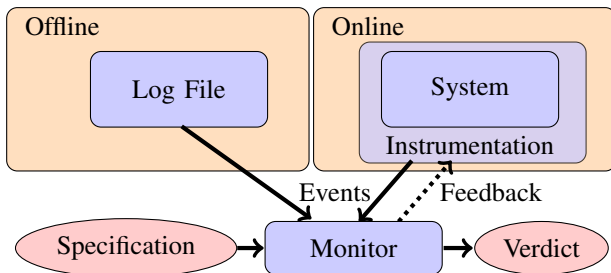 Offline
Online
Log File
System
Instrumentation
Events
Feedback
Specification
Monitor
Verdict